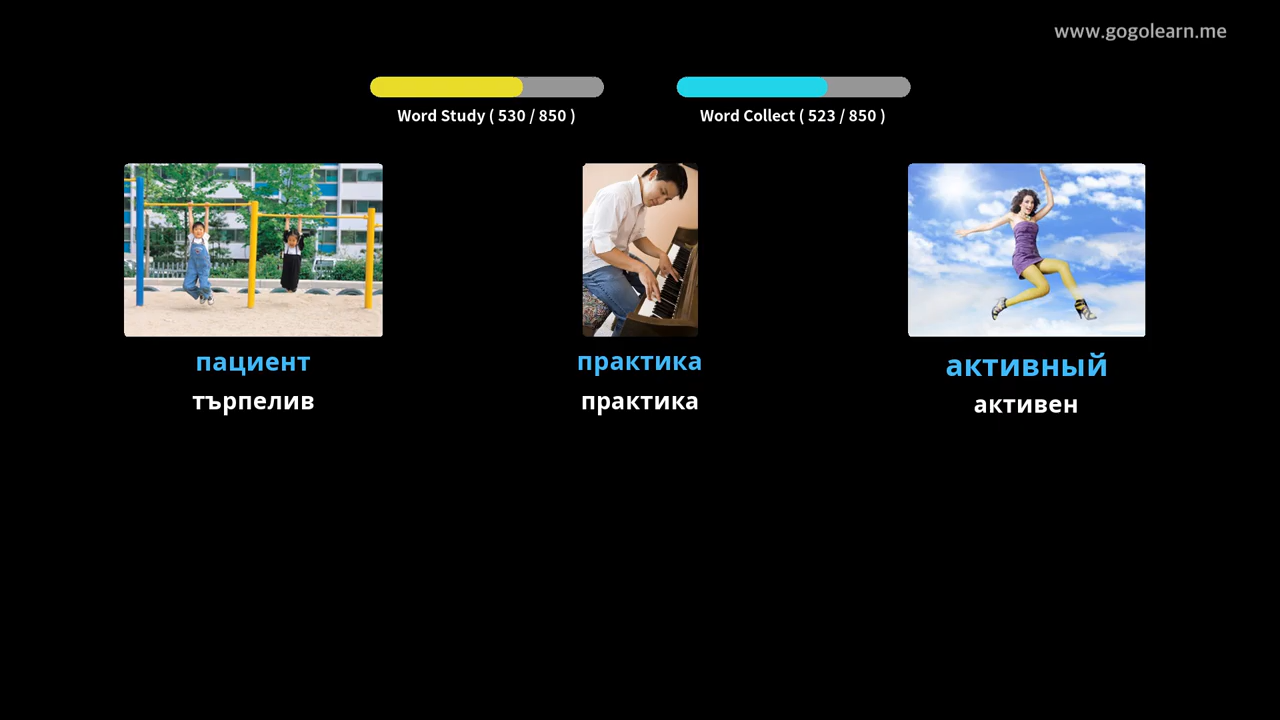 www.gogolearn.me
Word Study ( 530 / 850 )
Word Collect ( 523 / 850 )
пациент
търпелив
практика
практика
активный
активен